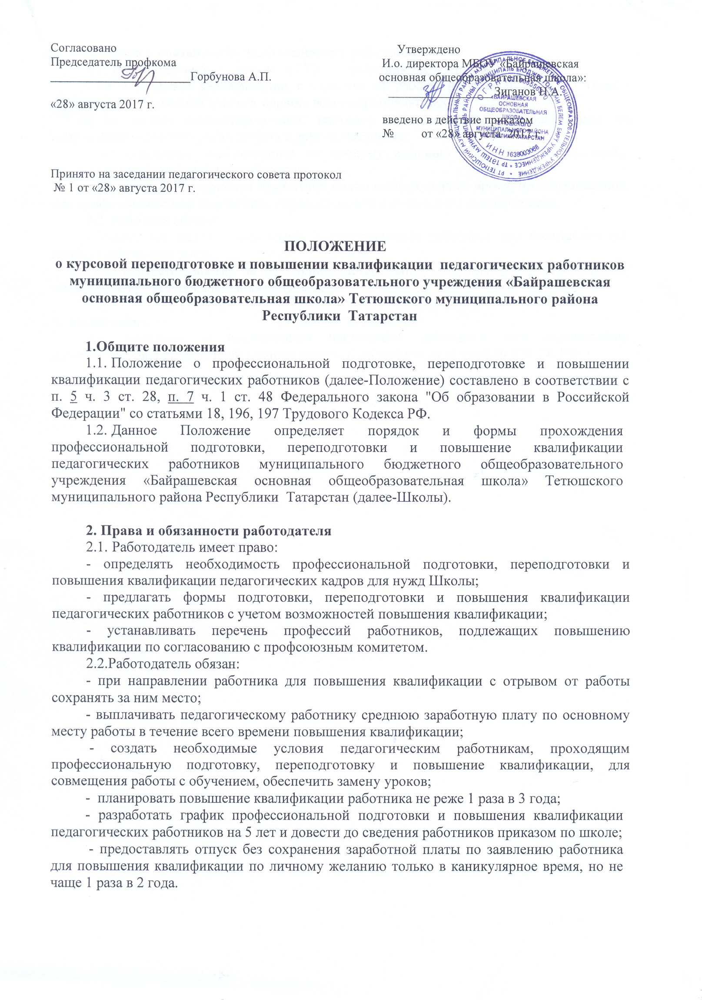 Согласовано
Председатель профкома
Горбунова А.П.
«28» августа 2017 г.
Утверждено
И.о. директора МБОУ «Байрашевская
основная общеобразовательная школа»:
Зиганов Н.А.
введено в действие приказом
№ от «28» августа 2017 г.
«БАЙРАШЕВСКАЯ
ОСНОВНАЯ
ОБЩЕОБРАЗОВАТЕЛЬНАЯ
ШКОЛА»
ТЕТЮШСКОГО
МУНИЦИПАЛЬНОГО РАЙОНА
РЕСПУБЛИКИ ТАТАРСТАН
ИНН 1638003068
Принято на заседании педагогического совета протокол
№ 1 от «28» августа 2017 г.
ПОЛОЖЕНИЕ
о курсовой переподготовке и повышении квалификации педагогических работников
муниципального бюджетного общеобразовательного учреждения «Байрашевская
основная общеобразовательная школа» Тетюшского муниципального района
Республики Татарстан
1.Общите положения
1.1. Положение о профессиональной подготовке, переподготовке и повышении
квалификации педагогических работников (далее-Положение) составлено в соответствии с
п. 5 ч. 3 ст. 28, п. 7 ч. 1 ст. 48 Федерального закона "Об образовании в Российской
Федерации" со статьями 18, 196, 197 Трудового Кодекса РФ.
1.2. Данное Положение определяет порядок и формы прохождения
профессиональной подготовки, переподготовки и повышение квалификации
педагогических работников муниципального бюджетного общеобразовательного
учреждения «Байрашевская основная общеобразовательная школа» Тетюшского
муниципального района Республики Татарстан (далее-Школы).
2. Права и обязанности работодателя
2.1. Работодатель имеет право:
- определять необходимость профессиональной подготовки, переподготовки и
повышения квалификации педагогических кадров для нужд Школы;
- предлагать формы подготовки, переподготовки и повышения квалификации
педагогических работников с учетом возможностей повышения квалификации;
- устанавливать перечень профессий работников, подлежащих повышению
квалификации по согласованию с профсоюзным комитетом.
2.2.Работодатель обязан:
- при направлении работника для повышения квалификации с отрывом от работы
сохранять за ним место;
- выплачивать педагогическому работнику среднюю заработную плату по основному
месту работы в течение всего времени повышения квалификации;
- создать необходимые условия педагогическим работникам, проходящим
профессиональную подготовку, переподготовку и повышение квалификации, для
совмещения работы с обучением, обеспечить замену уроков;
- планировать повышение квалификации работника не реже 1 раза в 3 года;
- разработать график профессиональной подготовки и повышения квалификации
педагогических работников на 5 лет и довести до сведения работников приказом по школе;
- предоставлять отпуск без сохранения заработной платы по заявлению работника
для повышения квалификации по личному желанию только в каникулярное время, но не
чаще 1 раза в 2 года.